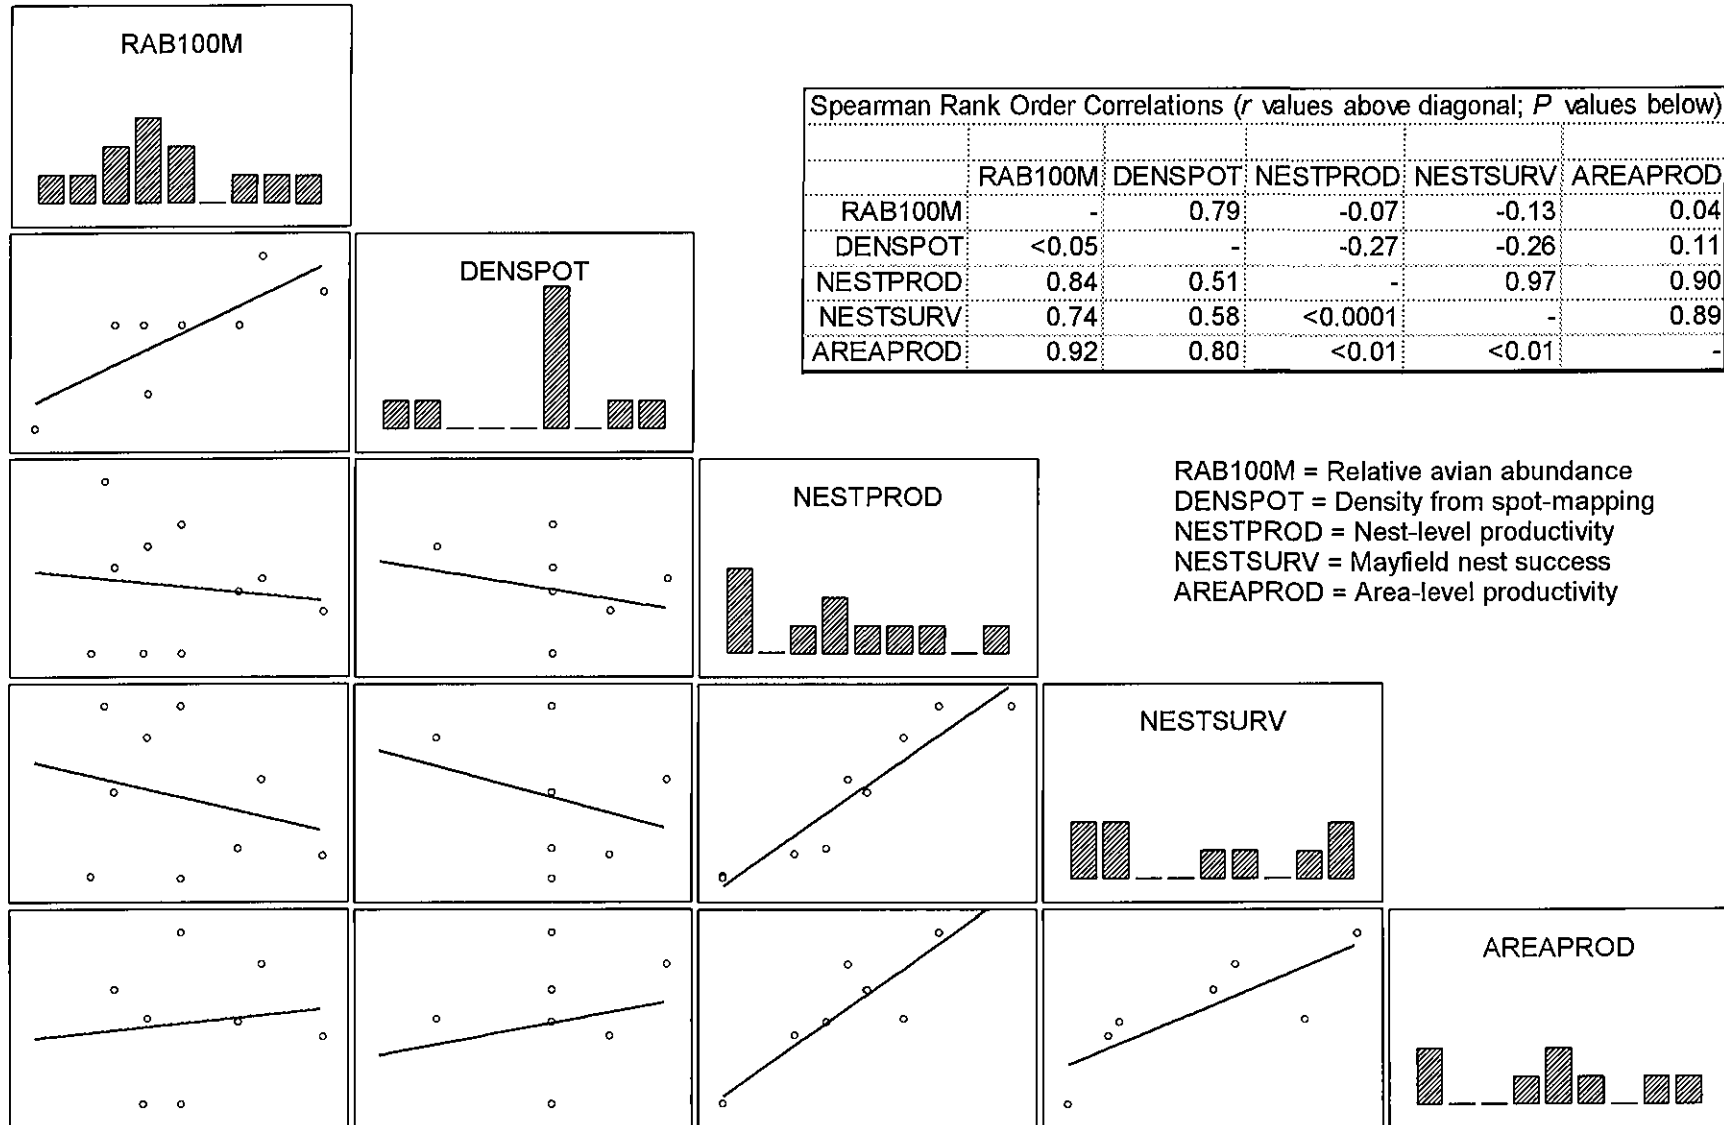 RAB100M
DENSPOT
NESTPROD
NESTSURV
AREAPROD
Spearman Rank Order Correlations (r values above diagonal; P values below)
RAB100M DENSPOT NESTPROD NESTSURV AREAPROD
RAB100M - 0.79 -0.07 -0.13 0.04
DENSPOT <0.05 - -0.27 -0.26 0.11
NESTPROD 0.84 0.51 - 0.97 0.90
NESTSURV 0.74 0.58 <0.0001 - 0.89
AREAPROD 0.92 0.80 <0.01 <0.01 -
RAB100M = Relative avian abundance
DENSPOT = Density from spot-mapping
NESTPROD = Nest-level productivity
NESTSURV = Mayfield nest success
AREAPROD = Area-level productivity